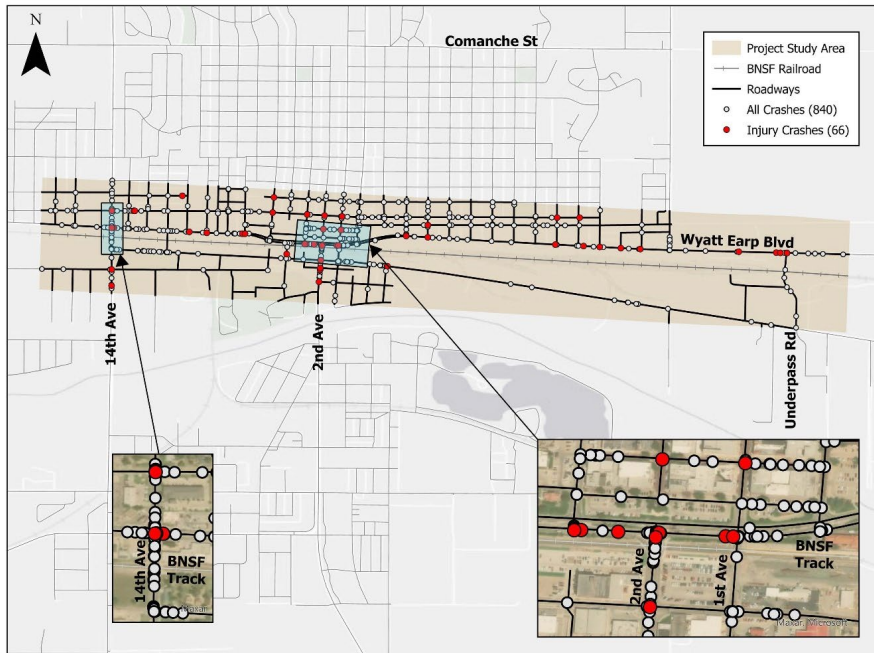 N
Comanche St
Project Study Area
BNSF Railroad
Roadways
All Crashes (840)
Injury Crashes (66)
Wyatt Earp Blvd
14th Ave
2nd Ave
Underpass Rd
14th Ave
BNSF
Track
Maxar
2nd Ave
1st Ave
BNSF
Track
Maxar, Microsoft